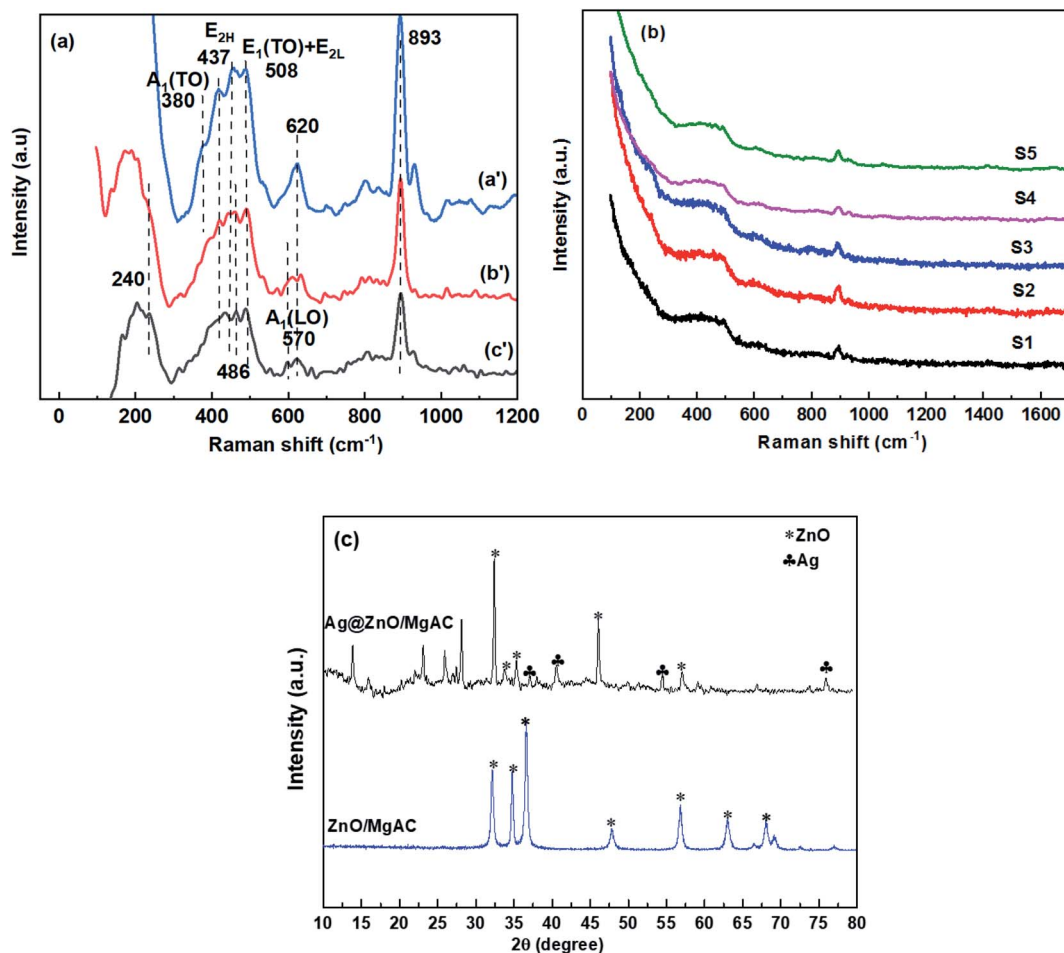 (a)
E2H
437
E1(TO)+E2L
508
893
A1(TO)
380
620
(a')
240
(b')
A1(LO)
570
486
(c')
Intensity (a.u)
0 200 400 600 800 1000 1200
Raman shift (cm-1)
(b)
S5
S4
S3
S2
S1
Intensity (a.u.)
200 400 600 800 1000 1200 1400 1600
Raman shift (cm-1)
(c)
*ZnO
♣Ag
Ag@ZnO/MgAC
ZnO/MgAC
Intensity (a.u.)
10 15 20 25 30 35 40 45 50 55 60 65 70 75 80
2θ (degree)